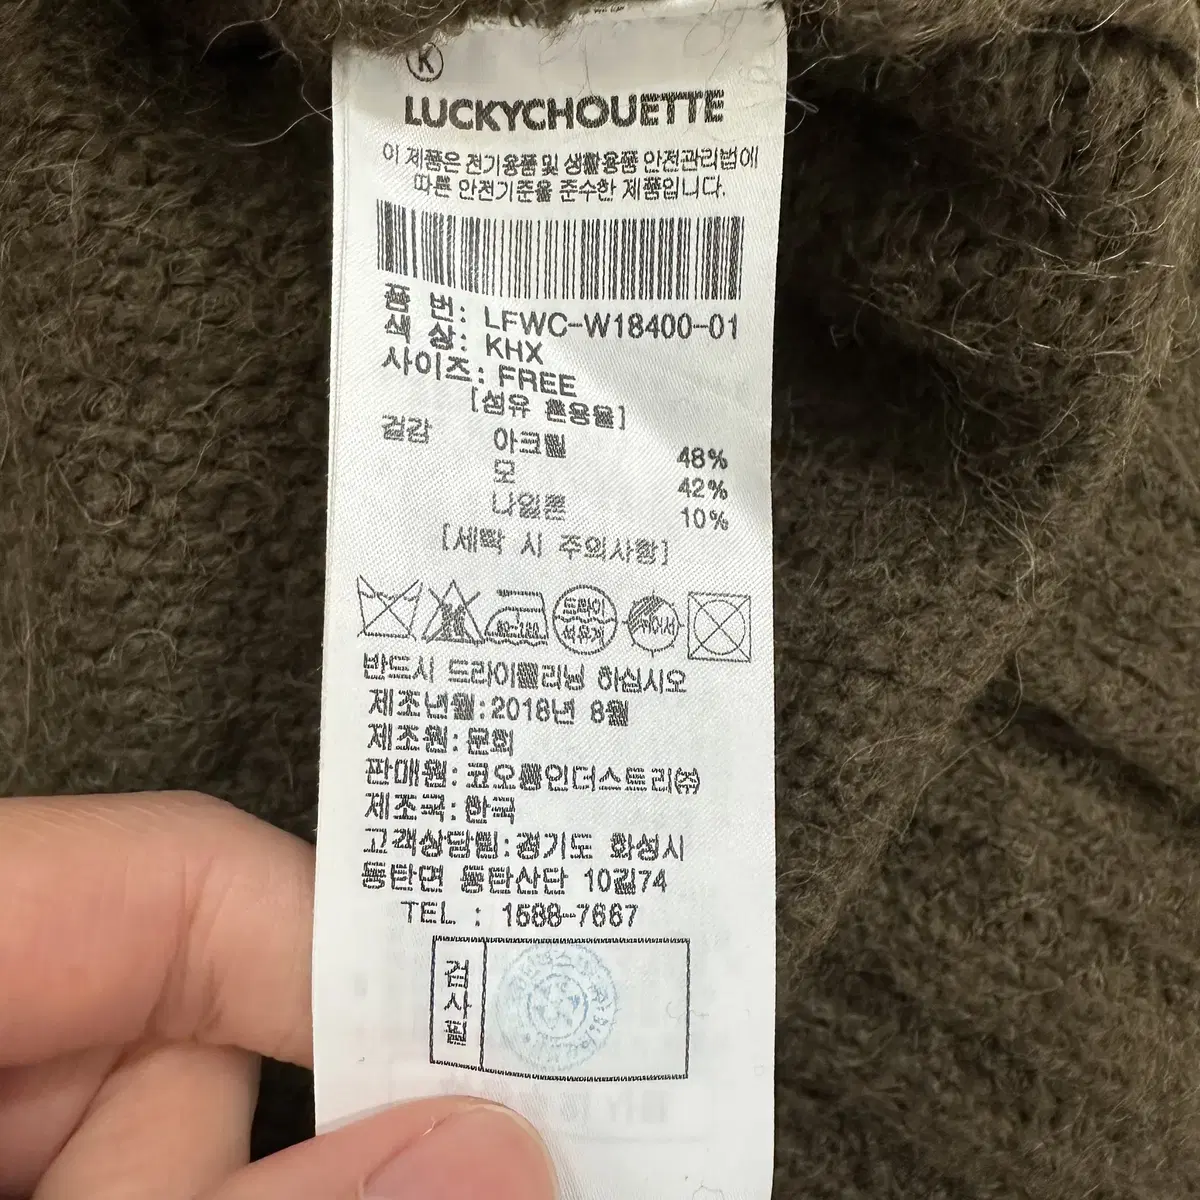 K
LUCKYCHOUETTE
이 제품은 전기용품 및 생활용품 안전관리법에
따른 안전기준을 준수한 제품입니다.
품 번: LFWC-W18400-01
색 상: KHX
사이즈: FREE
[섬유 혼용율]
겉감 아크릴 48%
모 42%
나일론 10%
[세탁 시 주의사항]
80~120
드라이
석유계
뉘어서
반드시 드라이클리닝 하십시오
제조년월:2018년 8월
제조원:문희
판매원:코오롱인더스트리㈜
제조국:한국
고객상담팀:경기도 화성시
동탄면 동탄산단 10길74
TEL : 1588-7667
검사필